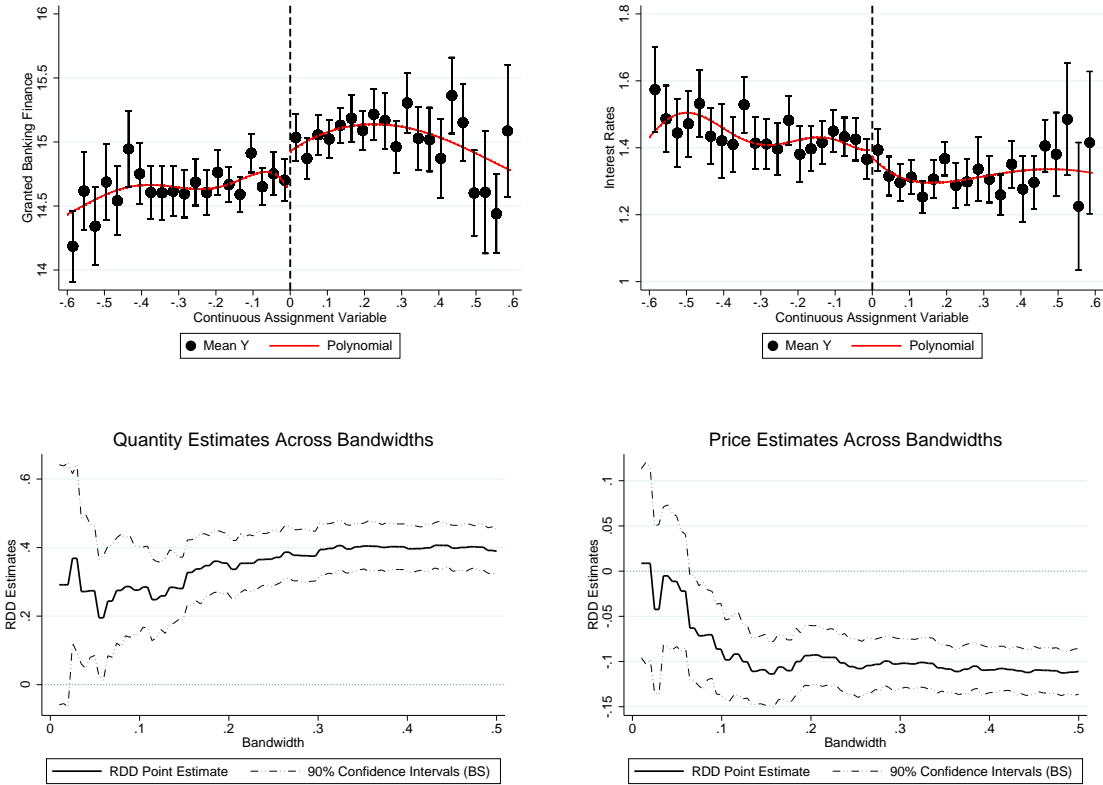 Granted Banking Finance
14 14.5 15 15.5 16
-.6 -.5 -.4 -.3 -.2 -.1 0 .1 .2 .3 .4 .5 .6
Continuous Assignment Variable
Mean Y Polynomial
Interest Rates
1 1.2 1.4 1.6 1.8
-.6 -.5 -.4 -.3 -.2 -.1 0 .1 .2 .3 .4 .5 .6
Continuous Assignment Variable
Mean Y Polynomial
Quantity Estimates Across Bandwidths
RDD Estimates
0 .2 .4 .6
0 .1 .2 .3 .4 .5
Bandwidth
RDD Point Estimate 90% Confidence Intervals (BS)
Price Estimates Across Bandwidths
RDD Estimates
-.15 -.1 -.05 0 .05 .1
0 .1 .2 .3 .4 .5
Bandwidth
RDD Point Estimate 90% Confidence Intervals (BS)